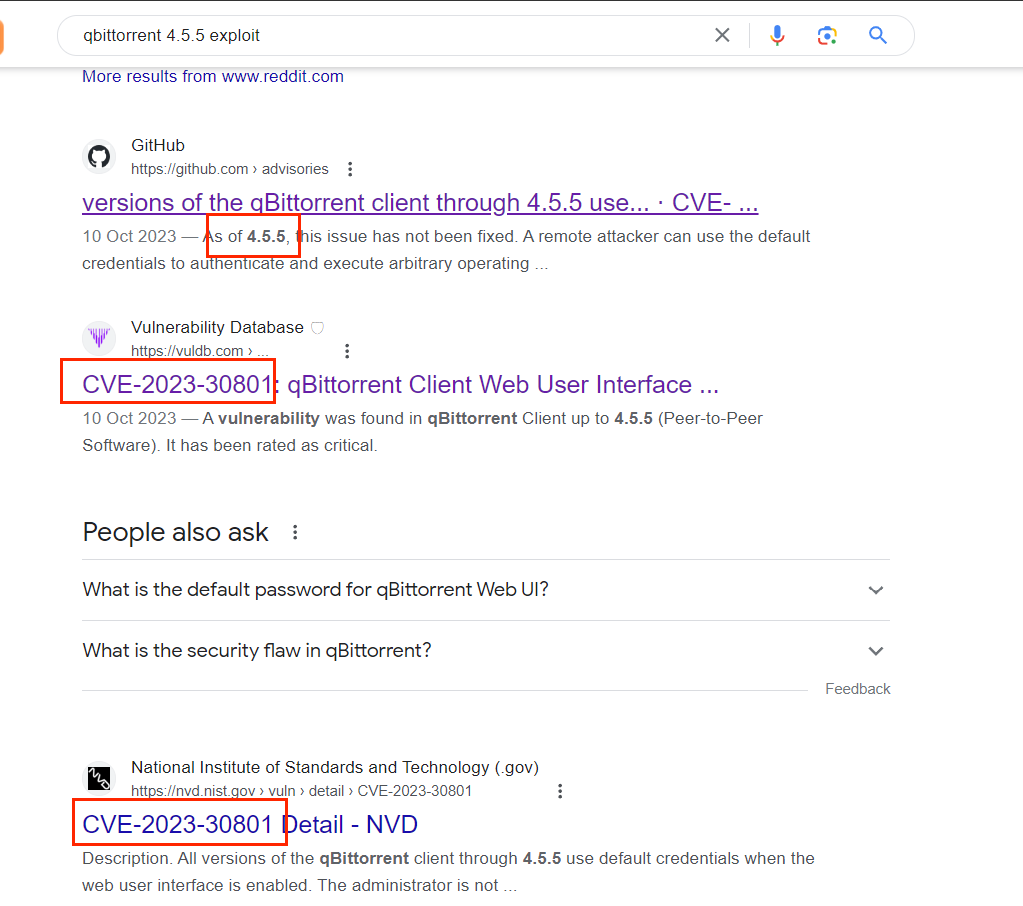 qbittorrent 4.5.5 exploit
More results from www.reddit.com
GitHub
https://github.com › advisories
versions of the qBittorrent client through 4.5.5 use... · CVE- ...
10 Oct 2023 — As of 4.5.5, this issue has not been fixed. A remote attacker can use the default
credentials to authenticate and execute arbitrary operating ...
Vulnerability Database
https://vuldb.com › ...
CVE-2023-30801: qBittorrent Client Web User Interface ...
10 Oct 2023 — A vulnerability was found in qBittorrent Client up to 4.5.5 (Peer-to-Peer
Software). It has been rated as critical.
People also ask
What is the default password for qBittorrent Web UI?
What is the security flaw in qBittorrent?
Feedback
National Institute of Standards and Technology (.gov)
https://nvd.nist.gov › vuln › detail › CVE-2023-30801
CVE-2023-30801 Detail - NVD
Description. All versions of the qBittorrent client through 4.5.5 use default credentials when the
web user interface is enabled. The administrator is not ...